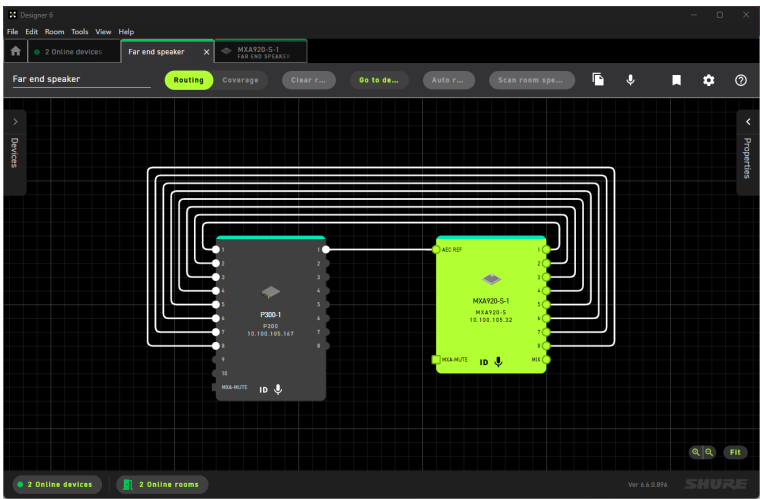 Designer 6
File Edit Room Tools View Help
2 Online devices
Far end speaker
MXA920-S-1
FAR END SPEAKER
Far end speaker
Routing
Coverage
Clear r...
Go to de...
Auto r...
Scan room spe...
Devices
Properties
1 1
2 2
3 3
4 4
5 5
6 6
7 7
8 8
9
10
P300-1
P300
10.100.105.167
MXA-MUTE
ID
AEC REF 1
2
3
4
5
6
7
8
MXA920-S-1
MXA920-S
10.100.105.32
MXA-MUTE
ID
MIX
Fit
2 Online devices
2 Online rooms
Ver 6.6.0.896
SHURE